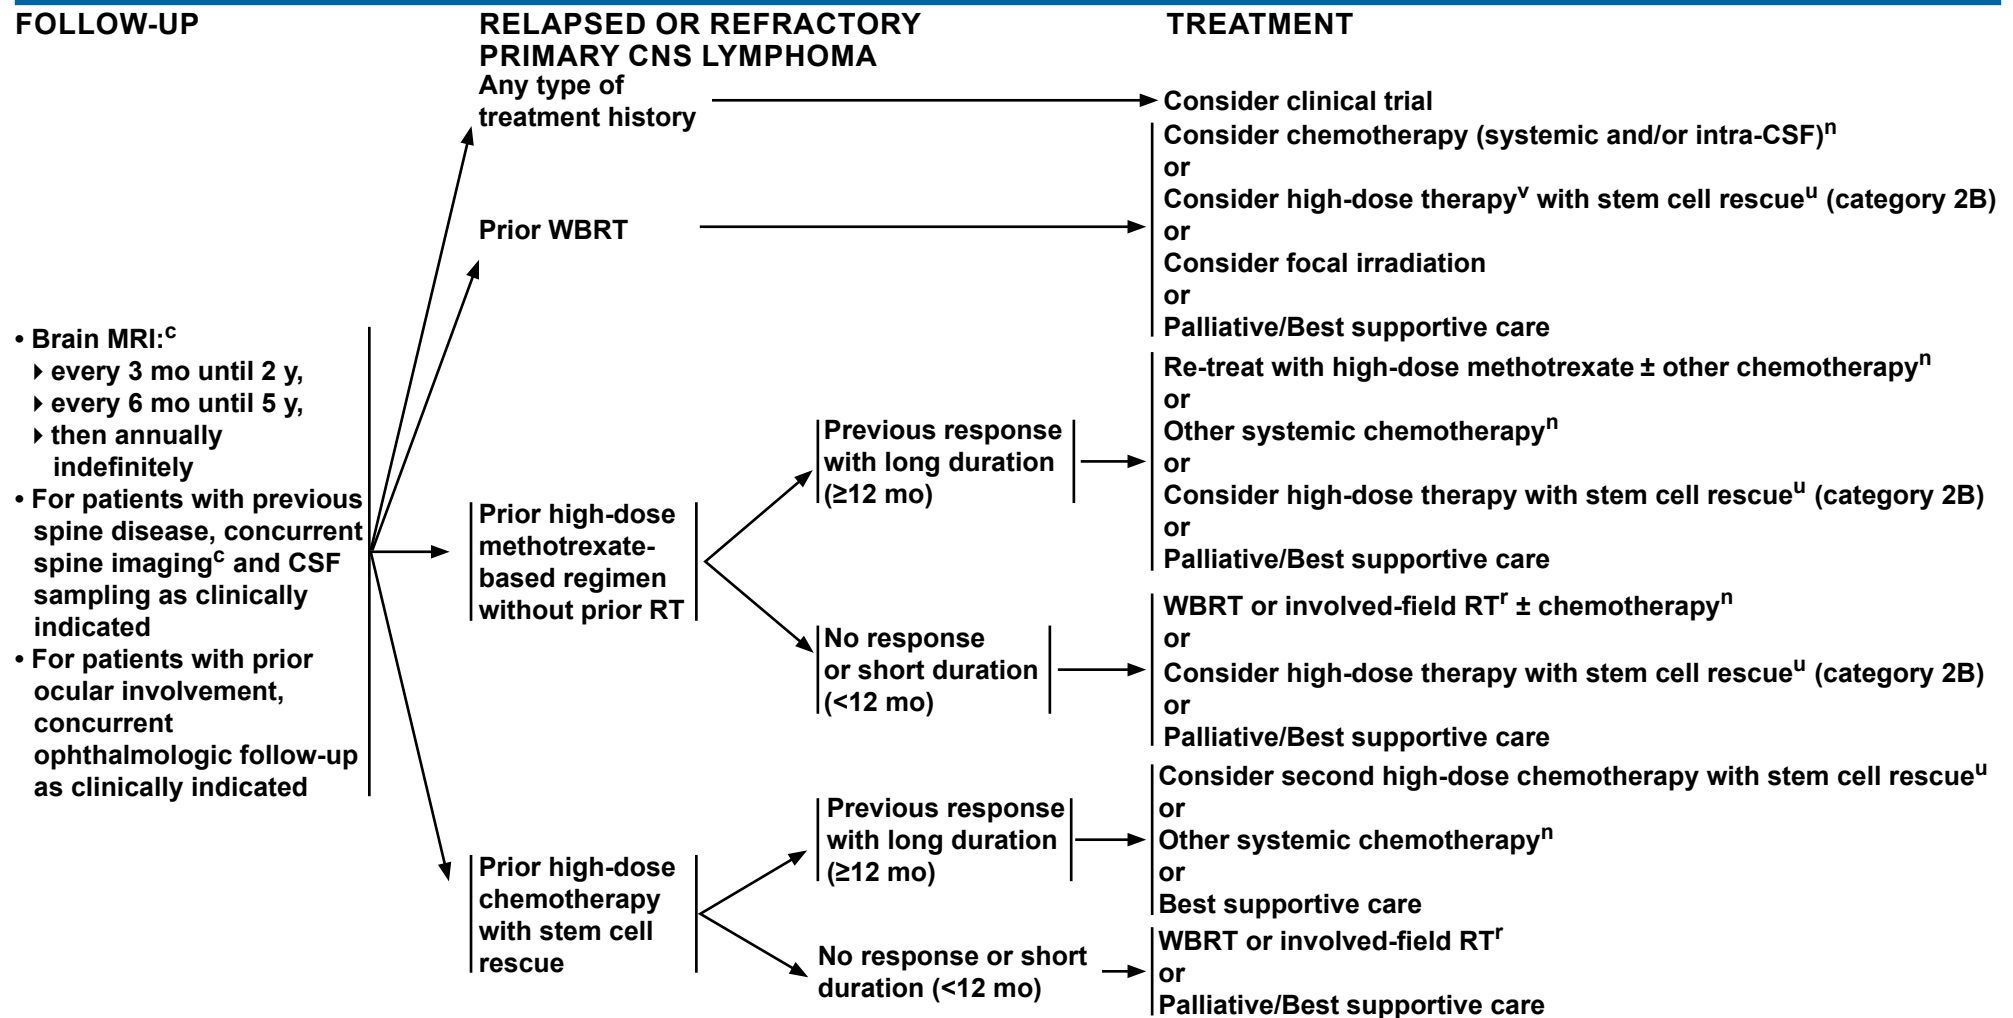 FOLLOW-UP
RELAPSED OR REFRACTORY
PRIMARY CNS LYMPHOMA
TREATMENT
• Brain MRI:c
▸ every 3 mo until 2 y,
▸ every 6 mo until 5 y,
▸ then annually
indefinitely
• For patients with previous
spine disease, concurrent
spine imagingc and CSF
sampling as clinically
indicated
• For patients with prior
ocular involvement,
concurrent
ophthalmologic follow-up
as clinically indicated
Any type of
treatment history
Consider clinical trial
Prior WBRT
Consider chemotherapy (systemic and/or intra-CSF)n
or
Consider high-dose therapyv with stem cell rescueu (category 2B)
or
Consider focal irradiation
or
Palliative/Best supportive care
Prior high-dose
methotrexate-
based regimen
without prior RT
Previous response
with long duration
(≥12 mo)
Re-treat with high-dose methotrexate ± other chemotherapyn
or
Other systemic chemotherapyn
or
Consider high-dose therapy with stem cell rescueu (category 2B)
or
Palliative/Best supportive care
No response
or short duration
(<12 mo)
WBRT or involved-field RTr ± chemotherapyn
or
Consider high-dose therapy with stem cell rescueu (category 2B)
or
Palliative/Best supportive care
Prior high-dose
chemotherapy
with stem cell
rescue
Previous response
with long duration
(≥12 mo)
Consider second high-dose chemotherapy with stem cell rescueu
or
Other systemic chemotherapyn
or
Best supportive care
No response or short
duration (<12 mo)
WBRT or involved-field RTr
or
Palliative/Best supportive care